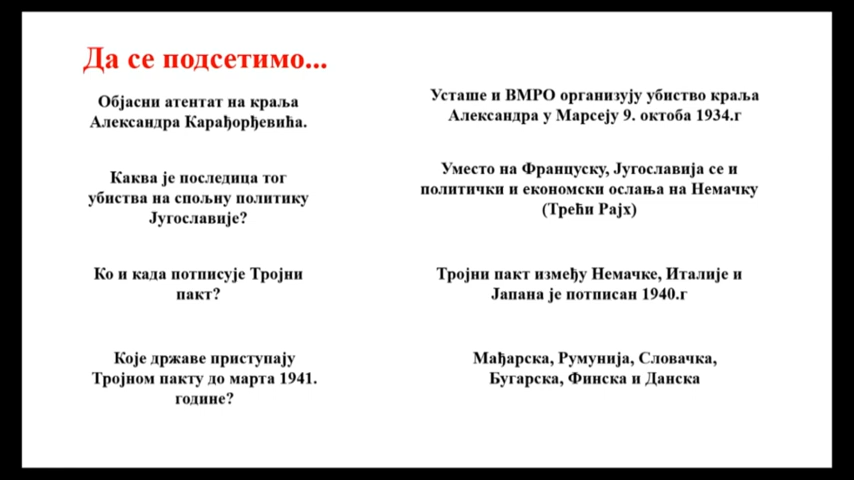 Да се подсетимо...
Објасни атентат на краља
Александра Карађорђевића.
Усташе и ВМРО организују убиство краља
Александра у Марсеју 9. октоба 1934.г
Каква је последица тог
убиства на спољну политику
Југославије?
Уместо на Француску, Југославија се и
политички и економски ослања на Немачку
(Трећи Рајх)
Ко и када потписује Тројни
пакт?
Тројни пакт између Немачке, Италије и
Јапана је потписан 1940.г
Које државе приступају
Тројном пакту до марта 1941.
године?
Мађарска, Румунија, Словачка,
Бугарска, Финска и Данска